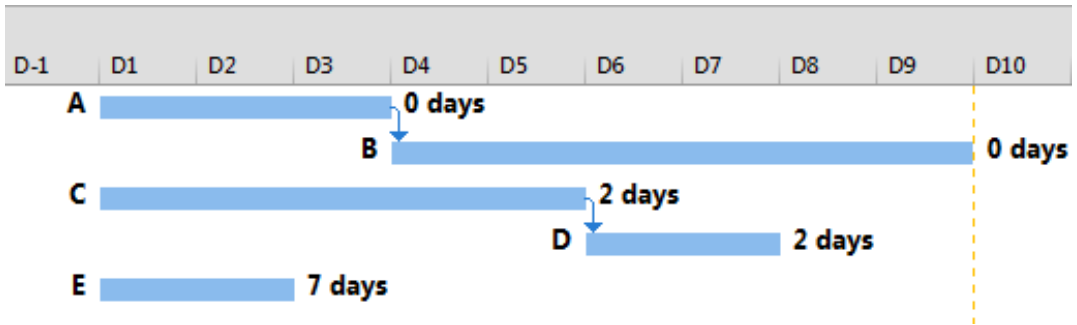 D-1 D1 D2 D3 D4 D5 D6 D7 D8 D9 D10
A 0 days
B 0 days
C 2 days
D 2 days
E 7 days